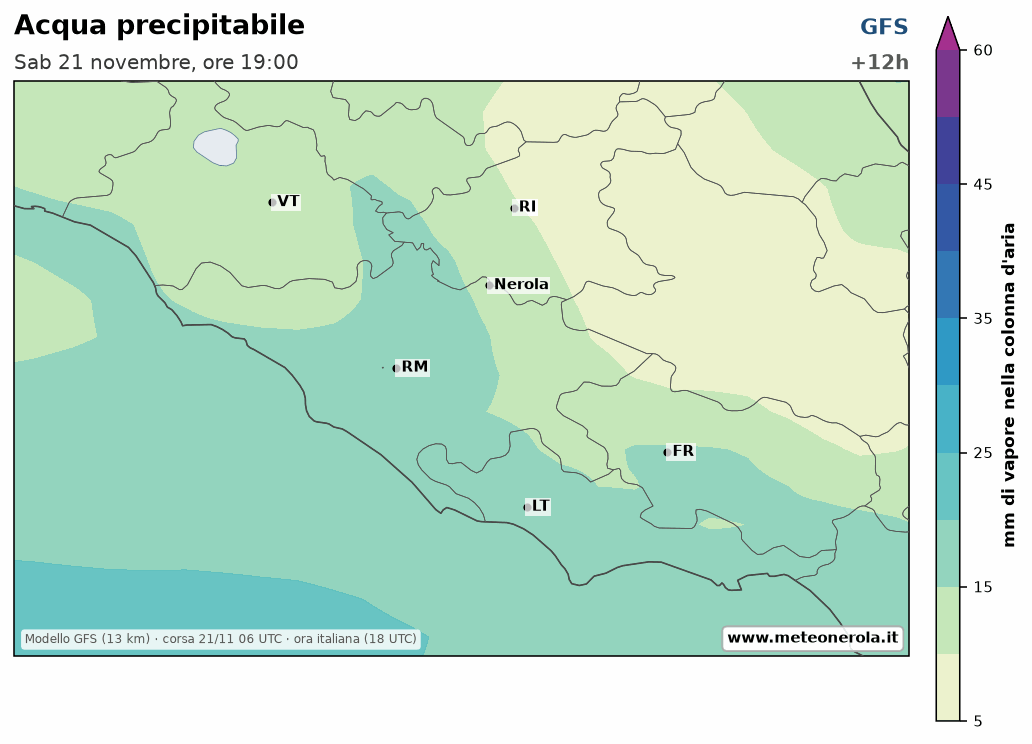 Acqua precipitabile
GFS
Sab 21 novembre, ore 19:00
+12h
60
45
35
25
15
5
mm di vapore nella colonna d'aria
VT
RI
Nerola
RM
FR
LT
Modello GFS (13 km) · corsa 21/11 06 UTC · ora italiana (18 UTC)
www.meteonerola.it